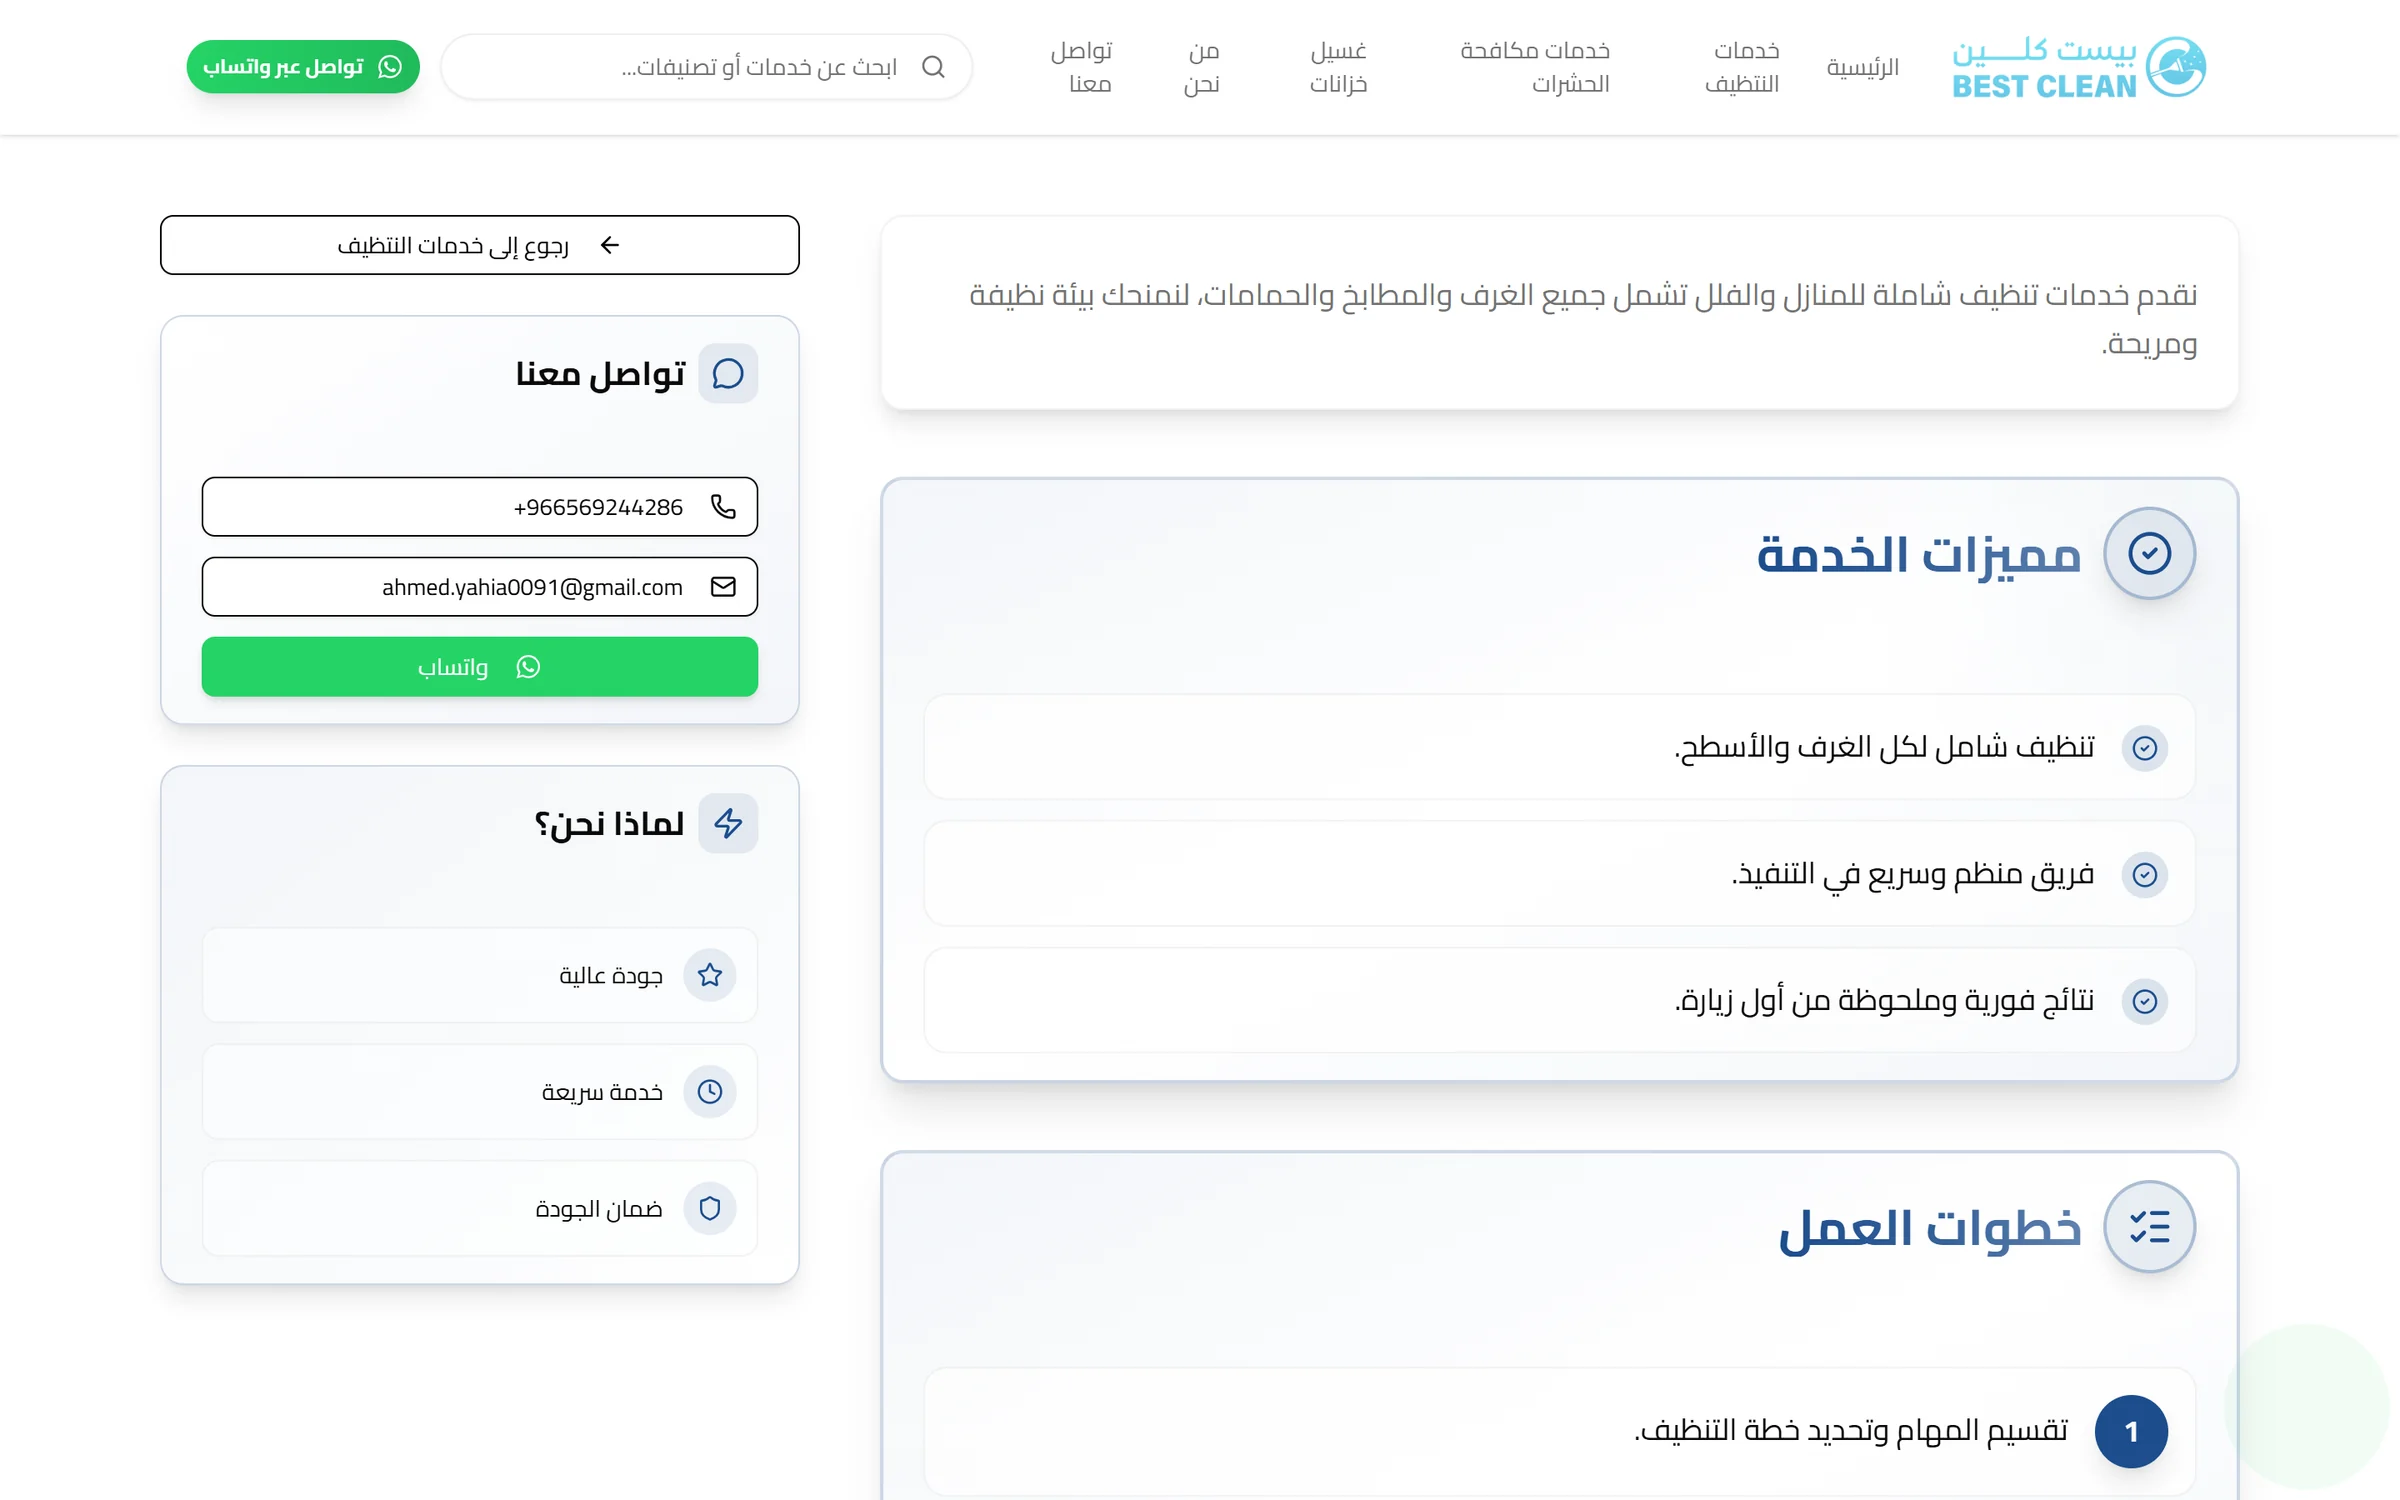 بيست كلـــين
BEST CLEAN
الرئيسية
خدمات
التنظيف
خدمات مكافحة
الحشرات
غسيل
خزانات
من
نحن
تواصل
معنا
ابحث عن خدمات أو تصنيفات...
تواصل عبر واتساب
نقدم خدمات تنظيف شاملة للمنازل والفلل تشمل جميع الغرف والمطابخ والحمامات، لنمنحك بيئة نظيفة
ومريحة.
مميزات الخدمة
تنظيف شامل لكل الغرف والأسطح.
فريق منظم وسريع في التنفيذ.
نتائج فورية وملحوظة من أول زيارة.
خطوات العمل
1
تقسيم المهام وتحديد خطة التنظيف.
رجوع إلى خدمات التنظيف
تواصل معنا
+966569244286
ahmed.yahia0091@gmail.com
واتساب
لماذا نحن؟
جودة عالية
خدمة سريعة
ضمان الجودة